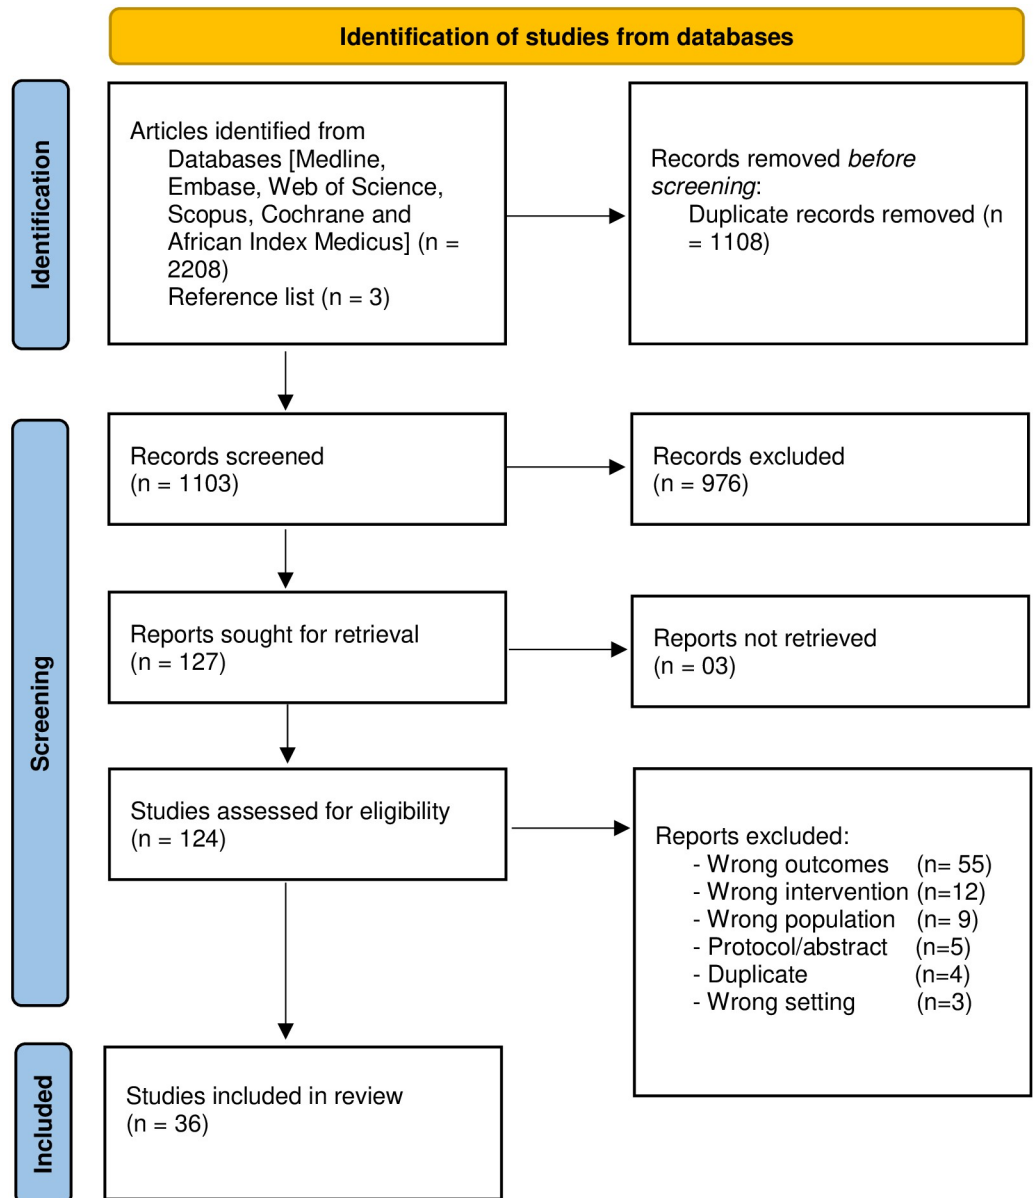 Identification of studies from databases
Identification
Articles identified from
Databases [Medline,
Embase, Web of Science,
Scopus, Cochrane and
African Index Medicus] (n =
2208)
Reference list (n = 3)
Records removed before
screening:
Duplicate records removed (n
= 1108)
Screening
Records screened
(n = 1103)
Records excluded
(n = 976)
Reports sought for retrieval
(n = 127)
Reports not retrieved
(n = 03)
Studies assessed for eligibility
(n = 124)
Reports excluded:
- Wrong outcomes (n= 55)
- Wrong intervention (n=12)
- Wrong population (n= 9)
- Protocol/abstract (n=5)
- Duplicate (n=4)
- Wrong setting (n=3)
Included
Studies included in review
(n = 36)